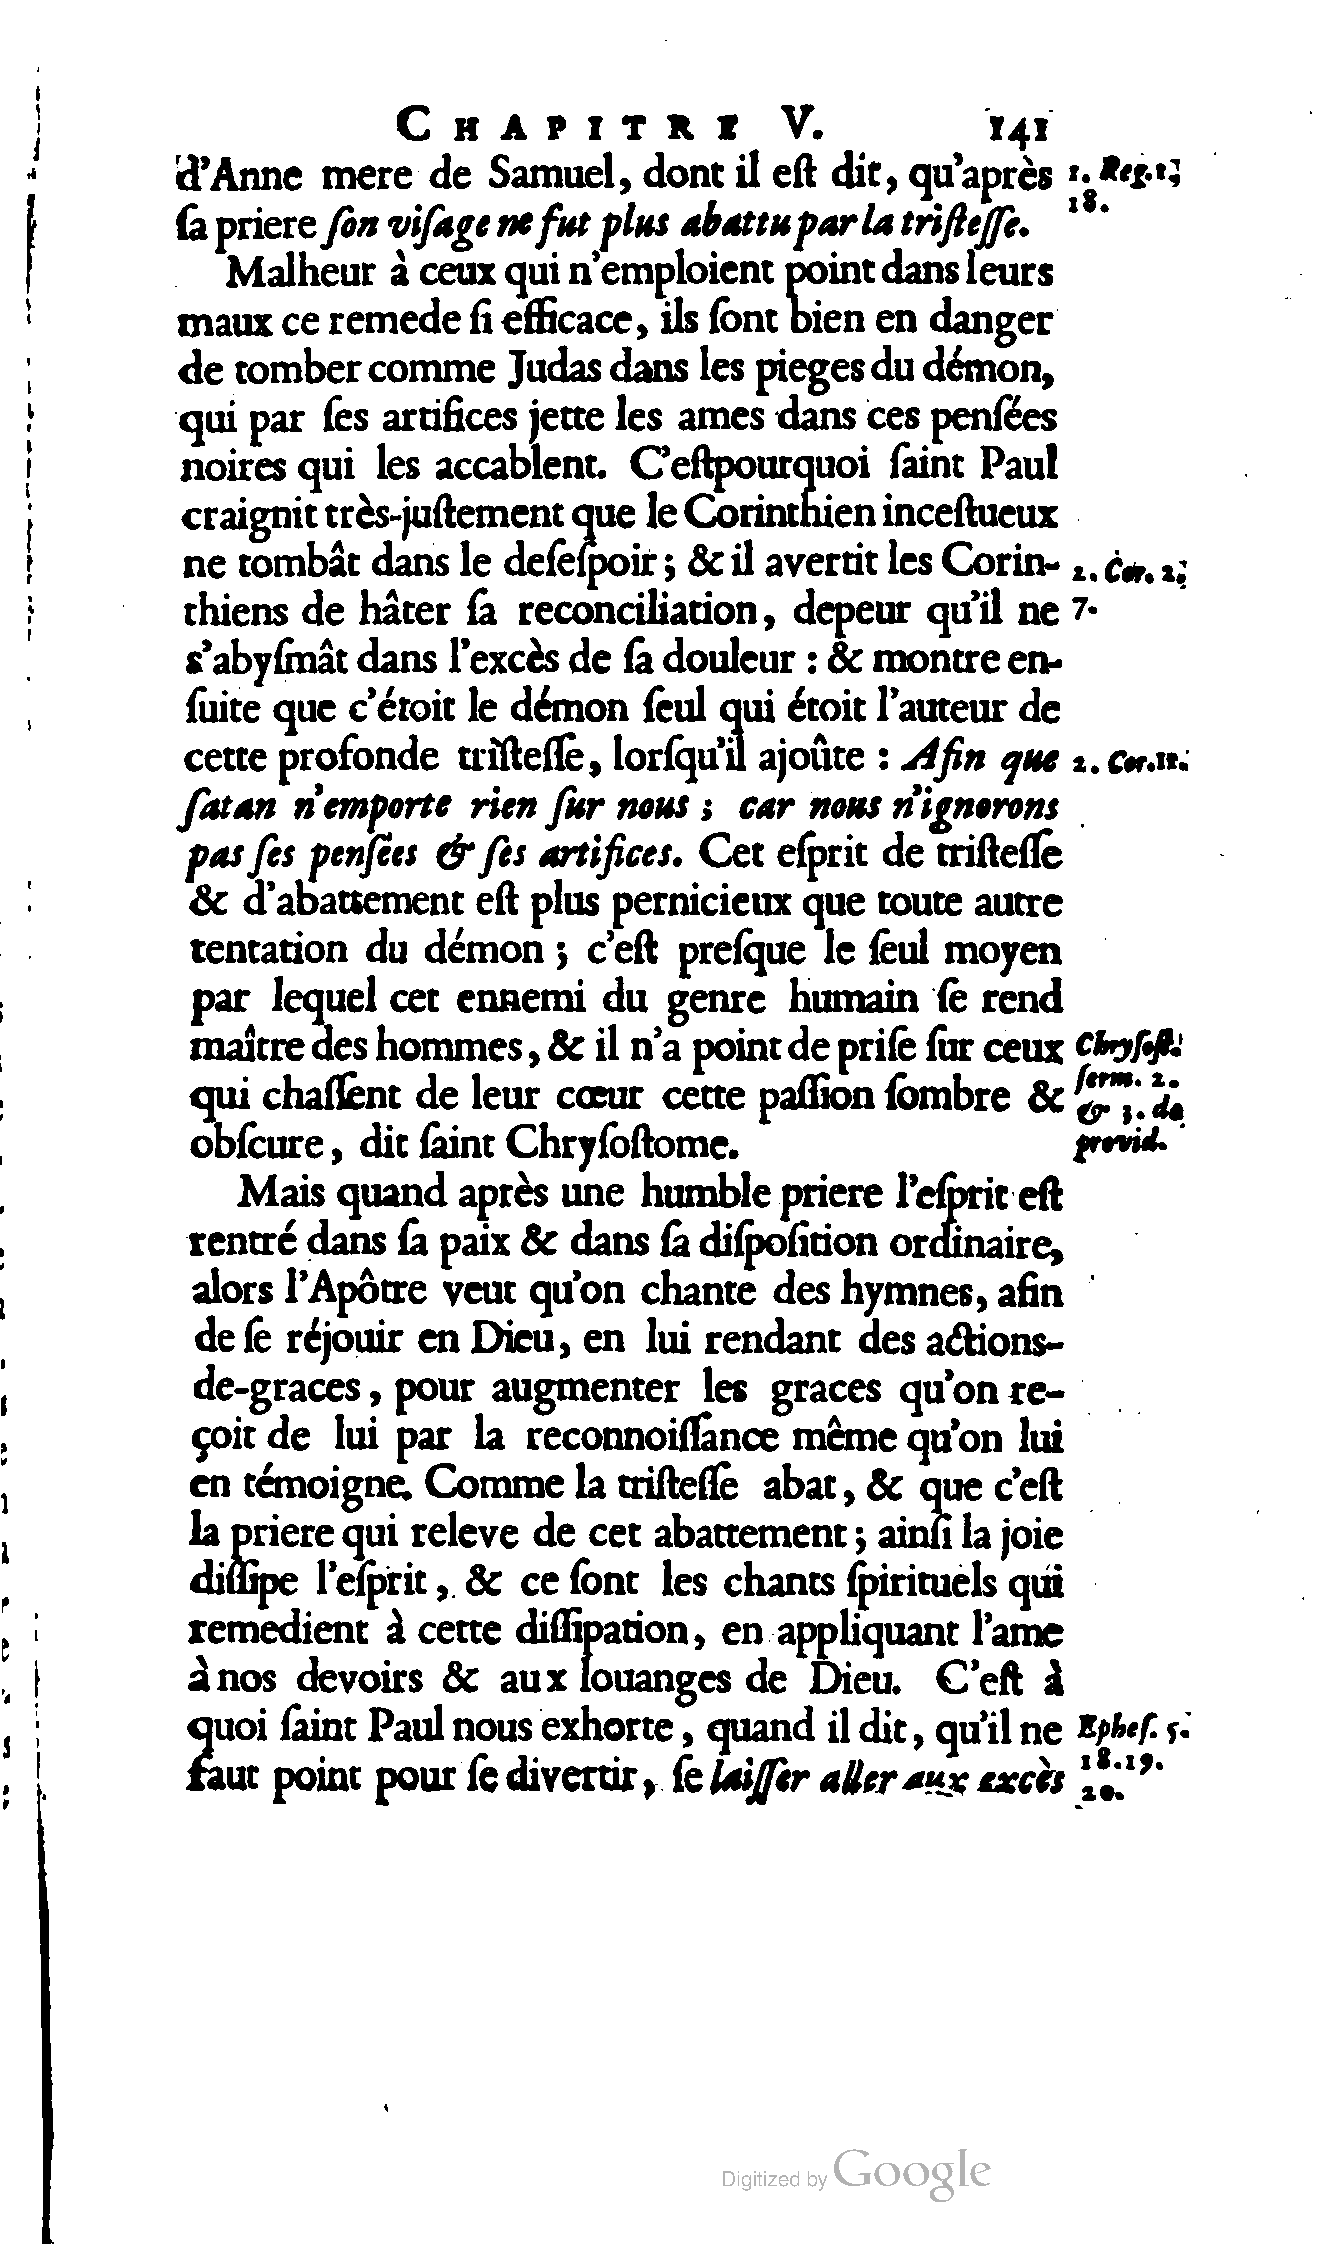 CHAPITRE V. 141
d'Anne mere de Samuel, dont il eſt dit, qu'après 1. Reg. 1.
ſa priere ſon viſage ne fut plus abattu par la triſteſſe. 18.
Malheur à ceux qui n'emploient point dans leurs
maux ce remede ſi efficace, ils ſont bien en danger
de tomber comme Judas dans les pieges du démon,
qui par ſes artifices jette les ames dans ces penſées
noires qui les accablent. C'eſtpourquoi ſaint Paul
craignit très-juſtement que le Corinthien inceſtueux
ne tombât dans le deſeſpoir ; & il avertit les Corin- 2. Cor. 2.
thiens de hâter ſa reconciliation, depeur qu'il ne 7.
s'abyſmât dans l'excès de ſa douleur : & montre en-
ſuite que c'étoit le démon ſeul qui étoit l'auteur de
cette profonde triſteſſe, lorſqu'il ajoûte : Afin que 2. Cor. 11.
ſatan n'emporte rien ſur nous ; car nous n'ignorons
pas ſes penſées & ſes artifices. Cet eſprit de triſteſſe
& d'abattement eſt plus pernicieux que toute autre
tentation du démon ; c'eſt preſque le ſeul moyen
par lequel cet ennemi du genre humain ſe rend
maître des hommes, & il n'a point de priſe ſur ceux Chryſoſt.
qui chaſſent de leur cœur cette paſſion ſombre & ſerm. 2.
& 3. de
obſcure, dit ſaint Chryſoſtome. provid.
Mais quand après une humble priere l'eſprit eſt
rentré dans ſa paix & dans ſa diſpoſition ordinaire,
alors l'Apôtre veut qu'on chante des hymnes, afin
de ſe réjouir en Dieu, en lui rendant des actions-
de-graces, pour augmenter les graces qu'on re-
çoit de lui par la reconnoiſſance même qu'on lui
en témoigne. Comme la triſteſſe abat, & que c'eſt
la priere qui releve de cet abattement ; ainſi la joie
diſſipe l'eſprit, & ce ſont les chants ſpirituels qui
remedient à cette diſſipation, en appliquant l'ame
à nos devoirs & aux louanges de Dieu. C'eſt à
quoi ſaint Paul nous exhorte, quand il dit, qu'il ne Epheſ. 5.
faut point pour ſe divertir, ſe laiſſer aller aux excès 18.19.
20.
Digitized by Google